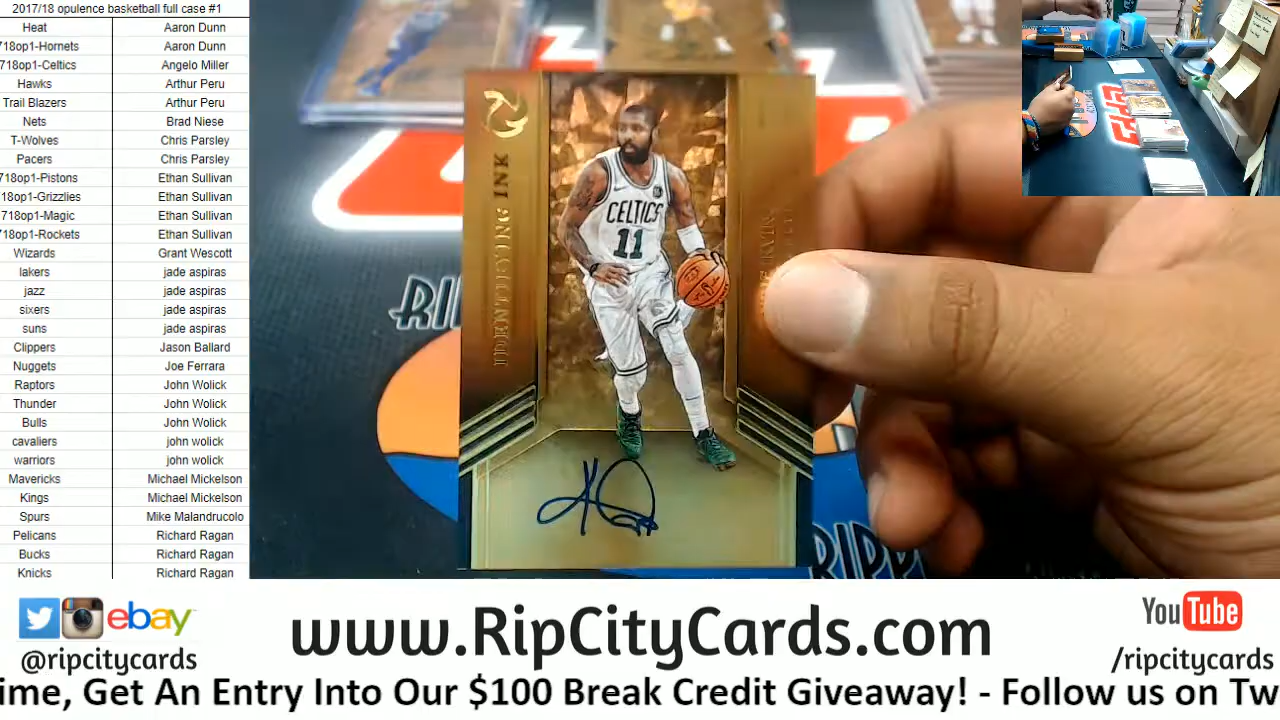 2017/18 opulence basketball full case #1
Heat Aaron Dunn
718op1-Hornets Aaron Dunn
718op1-Celtics Angelo Miller
Hawks Arthur Peru
Trail Blazers Arthur Peru
Nets Brad Niese
T-Wolves Chris Parsley
Pacers Chris Parsley
718op1-Pistons Ethan Sullivan
718op1-Grizzlies Ethan Sullivan
718op1-Magic Ethan Sullivan
718op1-Rockets Ethan Sullivan
Wizards Grant Wescott
lakers jade aspiras
jazz jade aspiras
sixers jade aspiras
suns jade aspiras
Clippers Jason Ballard
Nuggets Joe Ferrara
Raptors John Wolick
Thunder John Wolick
Bulls John Wolick
cavaliers john wolick
warriors john wolick
Mavericks Michael Mickelson
Kings Michael Mickelson
Spurs Mike Malandrucolo
Pelicans Richard Ragan
Bucks Richard Ragan
Knicks Richard Ragan
IDENTIFYING INK
CELTICS
11
RI
RIPP
ebay
@ripcitycards
www.RipCityCards.com
YouTube
/ripcitycards
ime, Get An Entry Into Our $100 Break Credit Giveaway! - Follow us on Tw